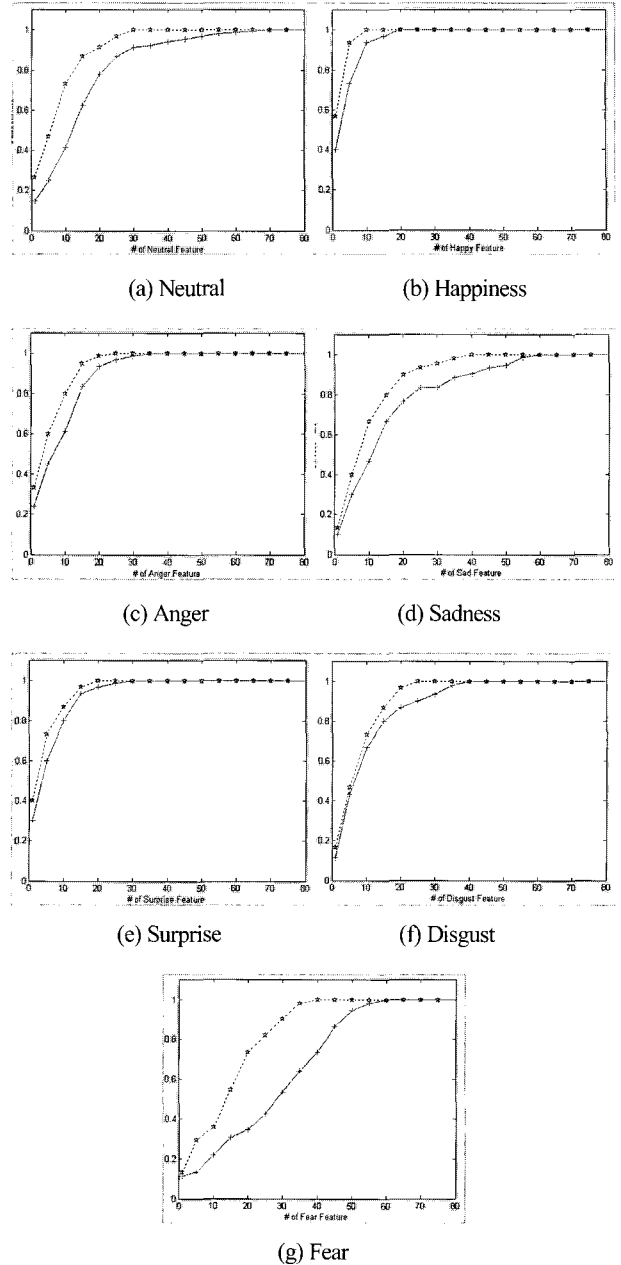 1
0.8
0.6
0.4
0.2
0
0 10 20 30 40 50 60 70 80
# of Neutral Feature
(a) Neutral
1
0.8
0.6
0.4
0.2
0
0 10 20 30 40 50 60 70 80
# of Happy Feature
(b) Happiness
1
0.8
0.6
0.4
0.2
0
0 10 20 30 40 50 60 70 80
# of Anger Feature
(c) Anger
1
0.8
0.6
0.4
0.2
0
0 10 20 30 40 50 60 70 80
# of Sad Feature
(d) Sadness
1
0.8
0.6
0.4
0.2
0
0 10 20 30 40 50 60 70 80
# of Surprise Feature
(e) Surprise
1
0.8
0.6
0.4
0.2
0
0 10 20 30 40 50 60 70 80
# of Disgust Feature
(f) Disgust
1
0.8
0.6
0.4
0.2
0
0 10 20 30 40 50 60 70 80
# of Fear Feature
(g) Fear